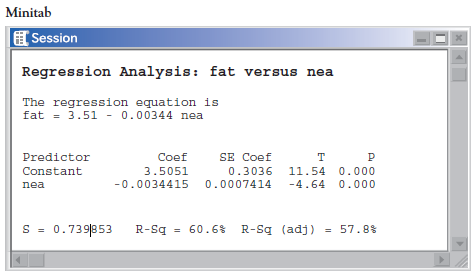 Minitab
Session
Regression Analysis: fat versus nea
The regression equation is
fat = 3.51 - 0.00344 nea
Predictor Coef SE Coef T P
Constant 3.5051 0.3036 11.54 0.000
nea -0.0034415 0.0007414 -4.64 0.000
S = 0.739853 R-Sq = 60.6% R-Sq (adj) = 57.8%